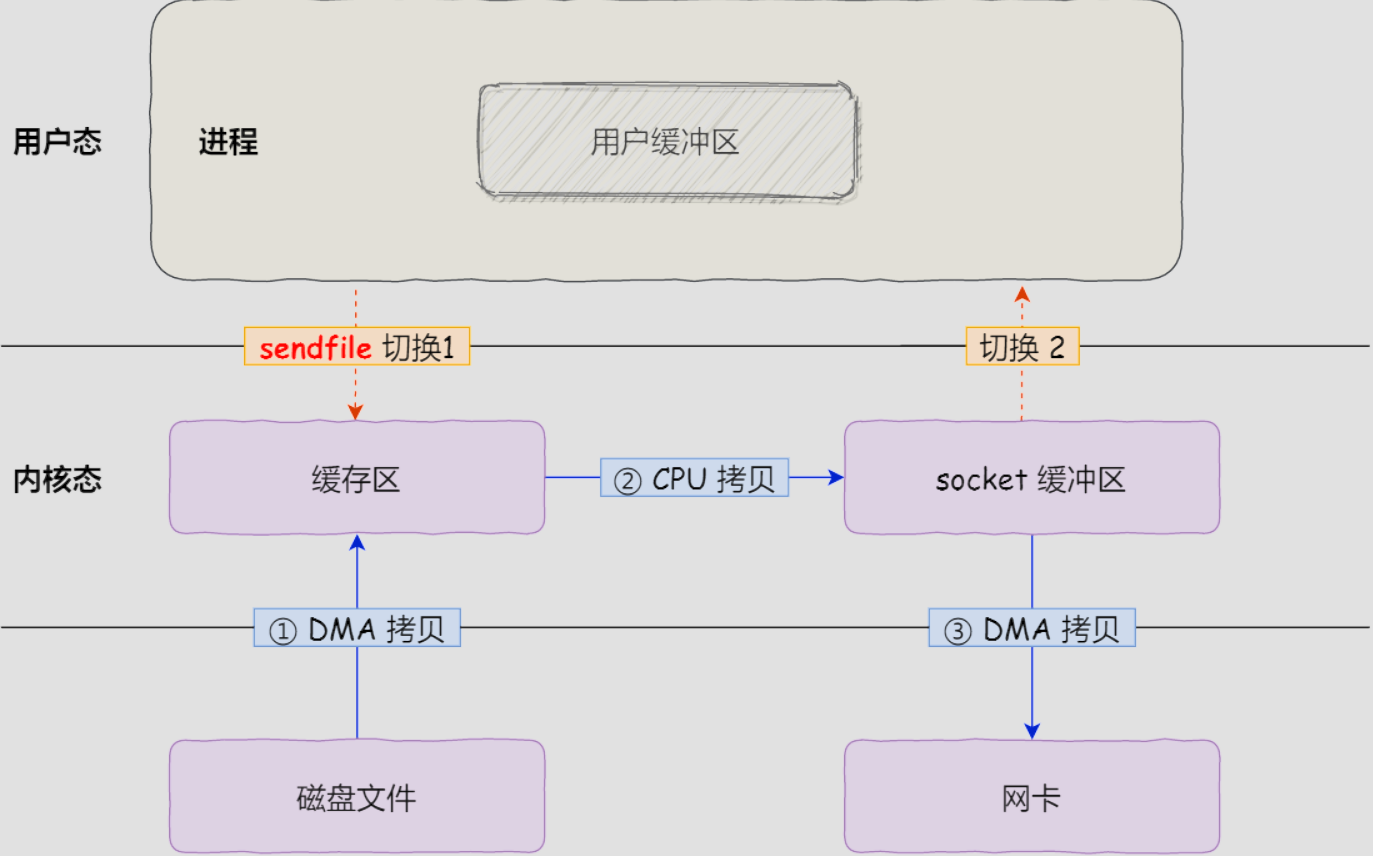 用户态
进程
用户缓冲区
sendfile 切换1
切换 2
内核态
缓存区
② CPU 拷贝
socket 缓冲区
① DMA 拷贝
③ DMA 拷贝
磁盘文件
网卡